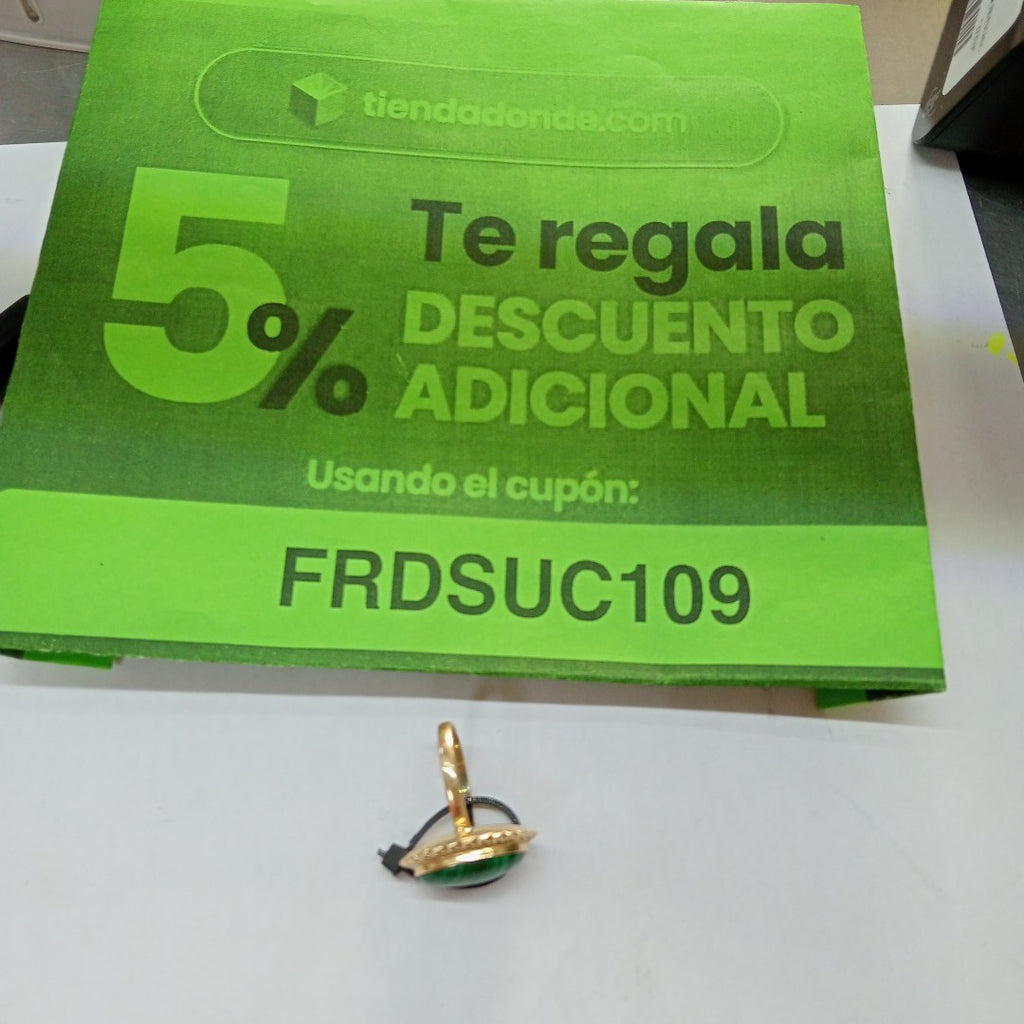 tiendadonde.com
5%
Te regala
DESCUENTO
ADICIONAL
Usando el cupón:
FRDSUC109